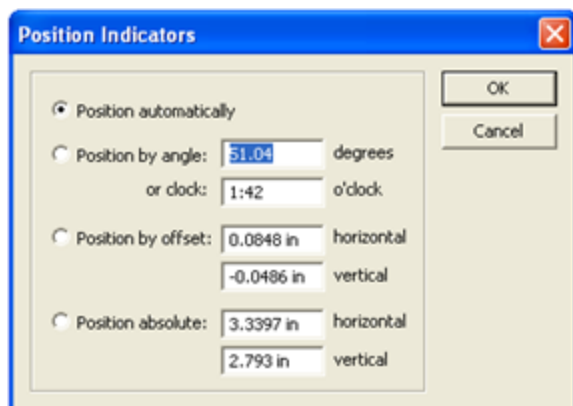 Position Indicators
OK
Cancel
Position automatically
Position by angle: 51.04 degrees
or clock: 1:42 o'clock
Position by offset: 0.0848 in horizontal
-0.0486 in vertical
Position absolute: 3.3397 in horizontal
2.793 in vertical